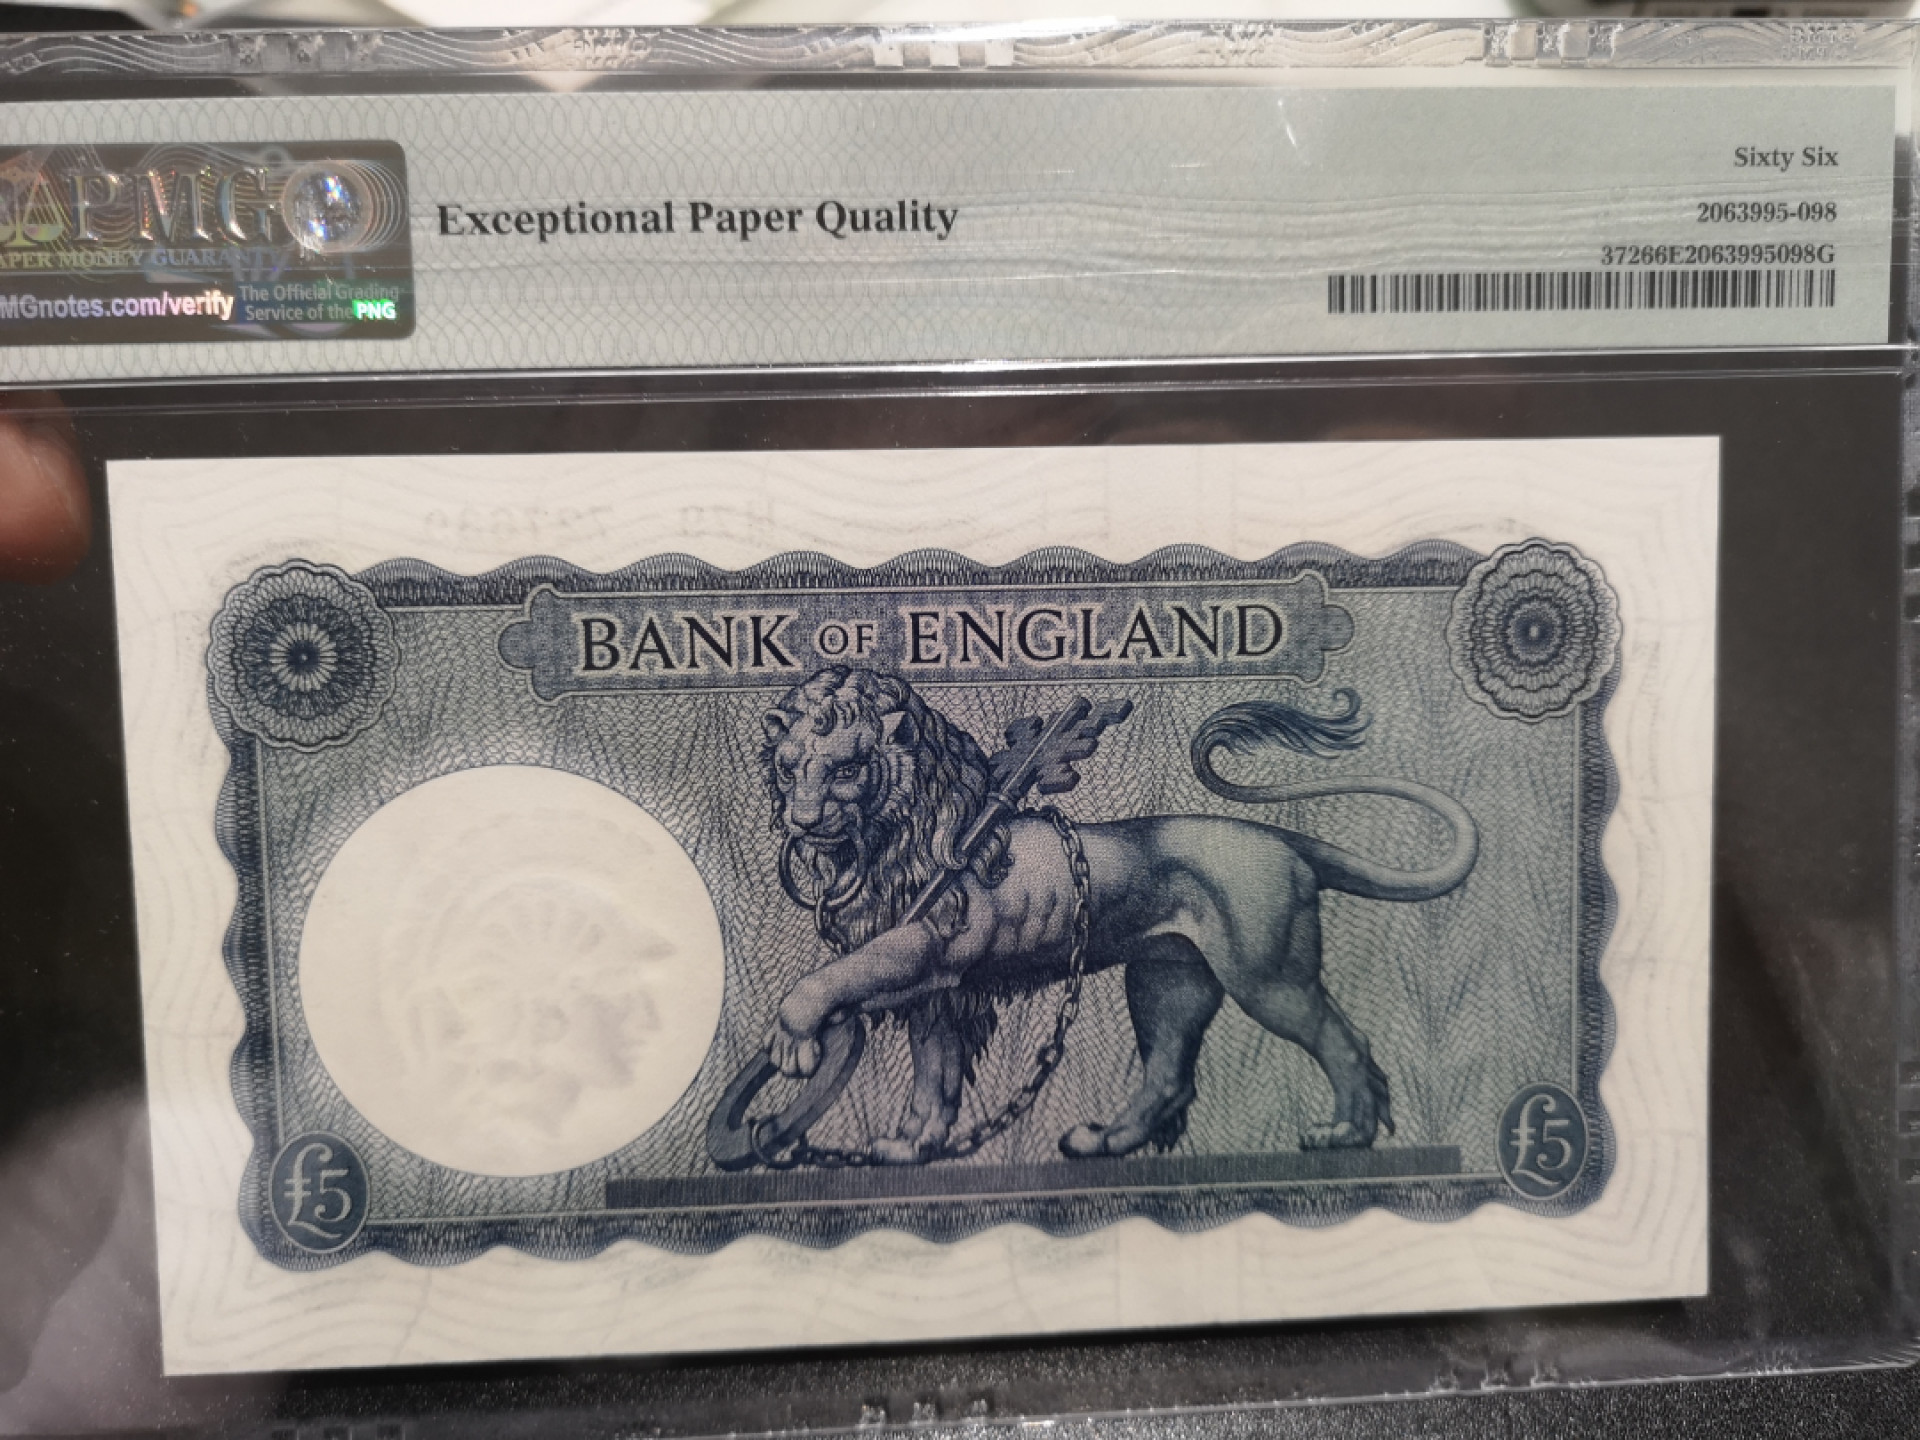 PMG
PAPER MONEY GUARANTY
MGnotes.com/verify
The Official Grading
Service of the PNG
Exceptional Paper Quality
Sixty Six
2063995-098
37266E2063995098G
BANK OF ENGLAND
£5
£5